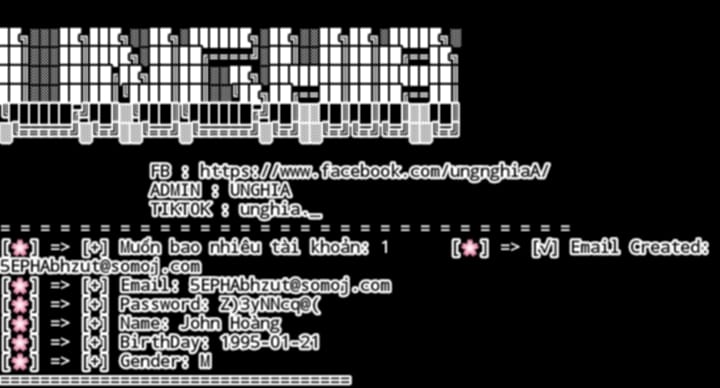 FB : https://www.facebook.com/ungnghiaA/
ADMIN : UNGHIA
TIKTOK : unghia._
= = = = = = = = = = = = = = = = = = = = = = = = = = = = = = = = = = =
[🌸] => [+] Muốn bao nhiêu tài khoản: 1 [🌸] => [√] Email Created:
5EPHAbhzut@somoj.com
[🌸] => [+] Email: 5EPHAbhzut@somoj.com
[🌸] => [+] Password: Z)3yNNcq@(
[🌸] => [+] Name: John Hoàng
[🌸] => [+] BirthDay: 1995-01-21
[🌸] => [+] Gender: M
===================================